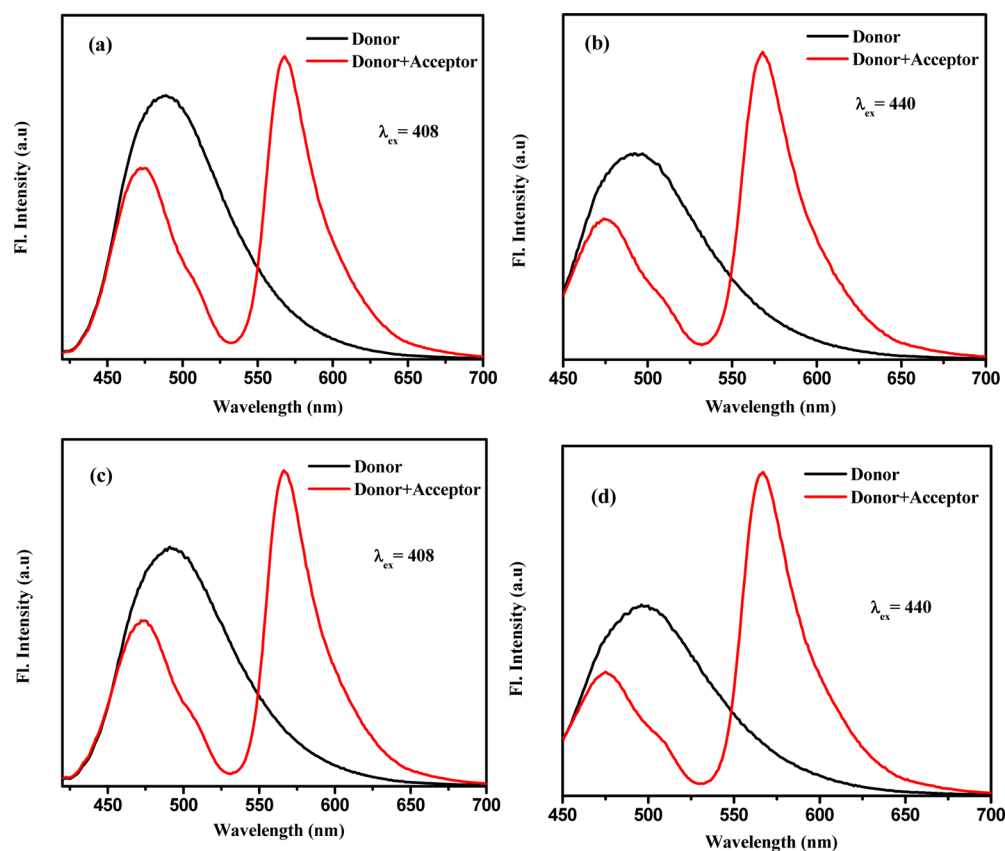 (a)
Donor
Donor+Acceptor
λex= 408
Fl. Intensity (a.u)
450 500 550 600 650 700
Wavelength (nm)
(b)
Donor
Donor+Acceptor
λex= 440
Fl. Intensity (a.u)
450 500 550 600 650 700
Wavelength (nm)
(c)
Donor
Donor+Acceptor
λex= 408
Fl. Intensity (a.u)
450 500 550 600 650 700
Wavelength (nm)
(d)
Donor
Donor+Acceptor
λex= 440
Fl. Intensity (a.u)
450 500 550 600 650 700
Wavelength (nm)